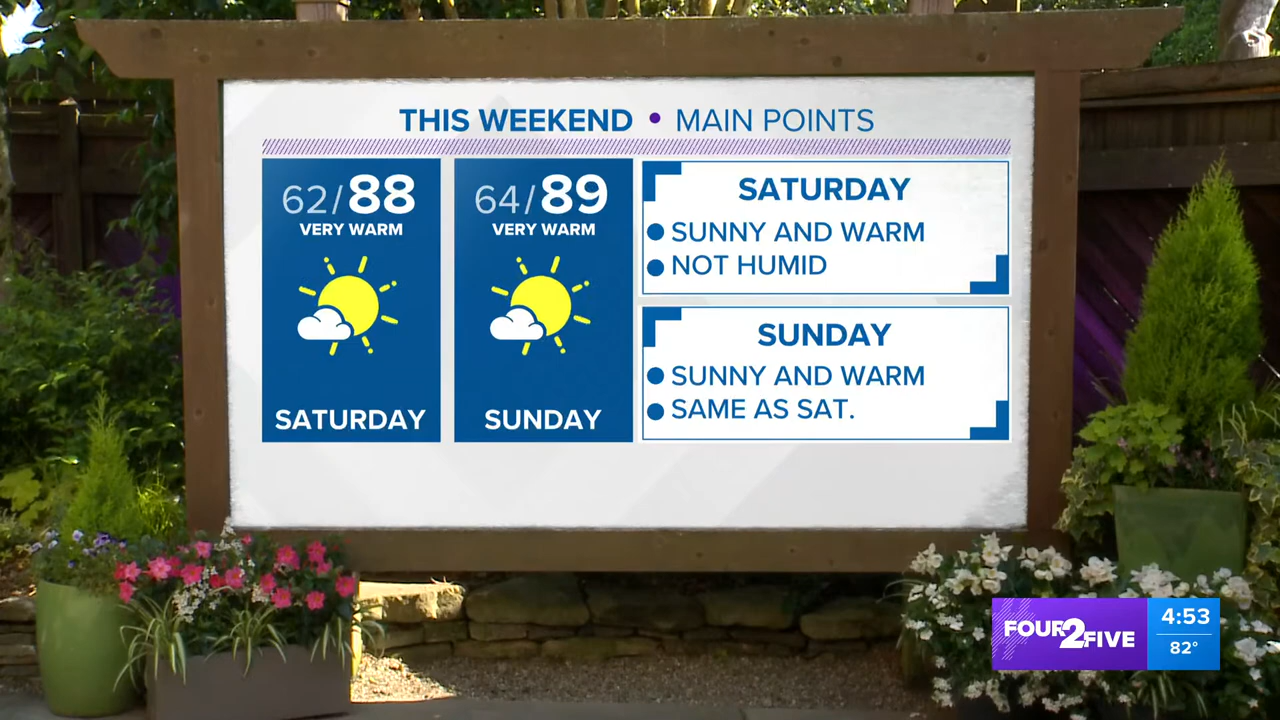 THIS WEEKEND • MAIN POINTS
62/88
VERY WARM
SATURDAY
64/89
VERY WARM
SUNDAY
SATURDAY
● SUNNY AND WARM
● NOT HUMID
SUNDAY
● SUNNY AND WARM
● SAME AS SAT.
FOUR2FIVE
4:53
82°